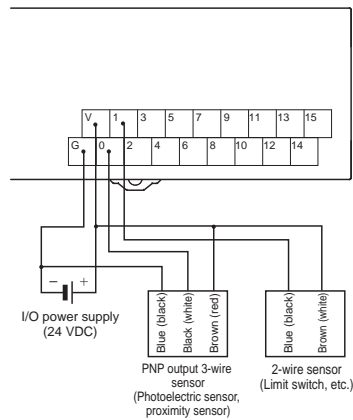 V 1 3 5 7 9 11 13 15
G 0 2 4 6 8 10 12 14
− +
I/O power supply
(24 VDC)
Blue (black)
Black (white)
Brown (red)
Blue (black)
Brown (white)
PNP output 3-wire
sensor
(Photoelectric sensor,
proximity sensor)
2-wire sensor
(Limit switch, etc.)